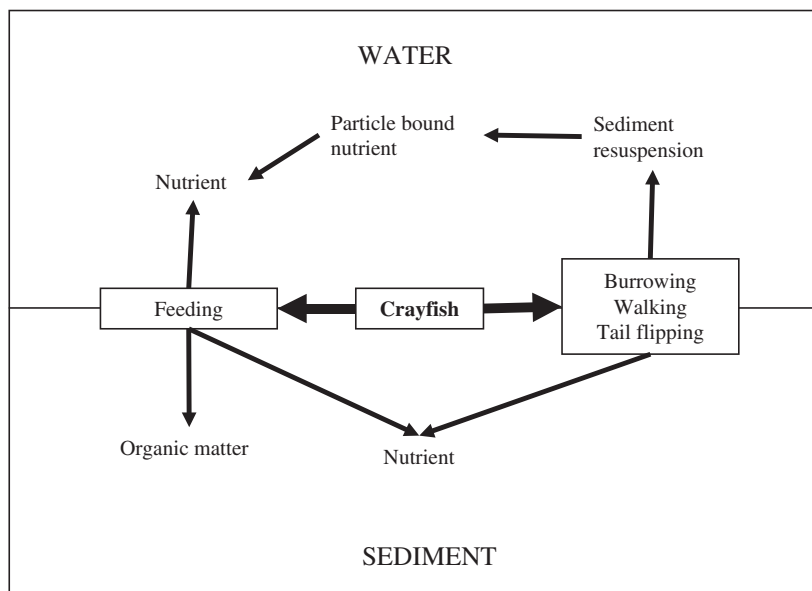 WATER
Particle bound
nutrient
Sediment
resuspension
Nutrient
Feeding
Crayfish
Burrowing
Walking
Tail flipping
Organic matter
Nutrient
SEDIMENT